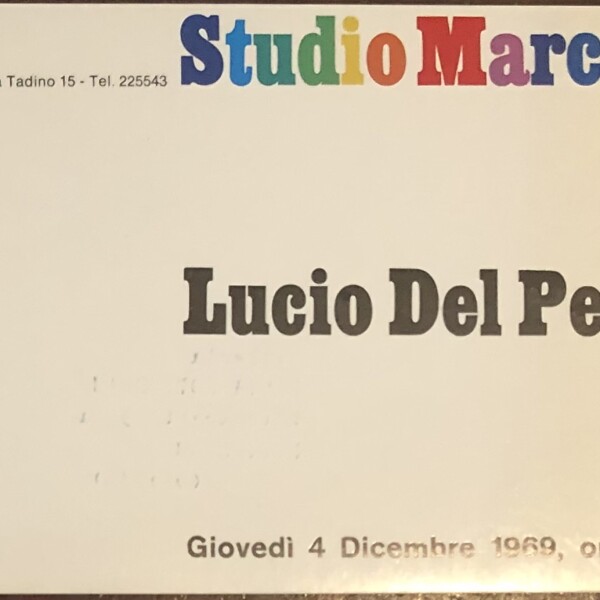 a Tadino 15 - Tel. 225543 Studio Marc
Lucio Del Pe
Giovedì 4 Dicembre 1969, o